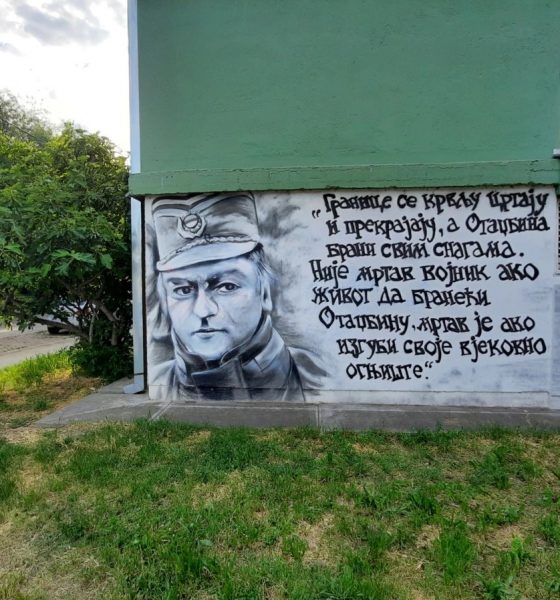 „Границе се крвљу цртају
и прекрајају, а Отаџбина
брани свим снагама.
Није мртав војник ако
живот да бранећи
Отаџбину, мртав је ако
изгуби своје вјековно
огњиште.“